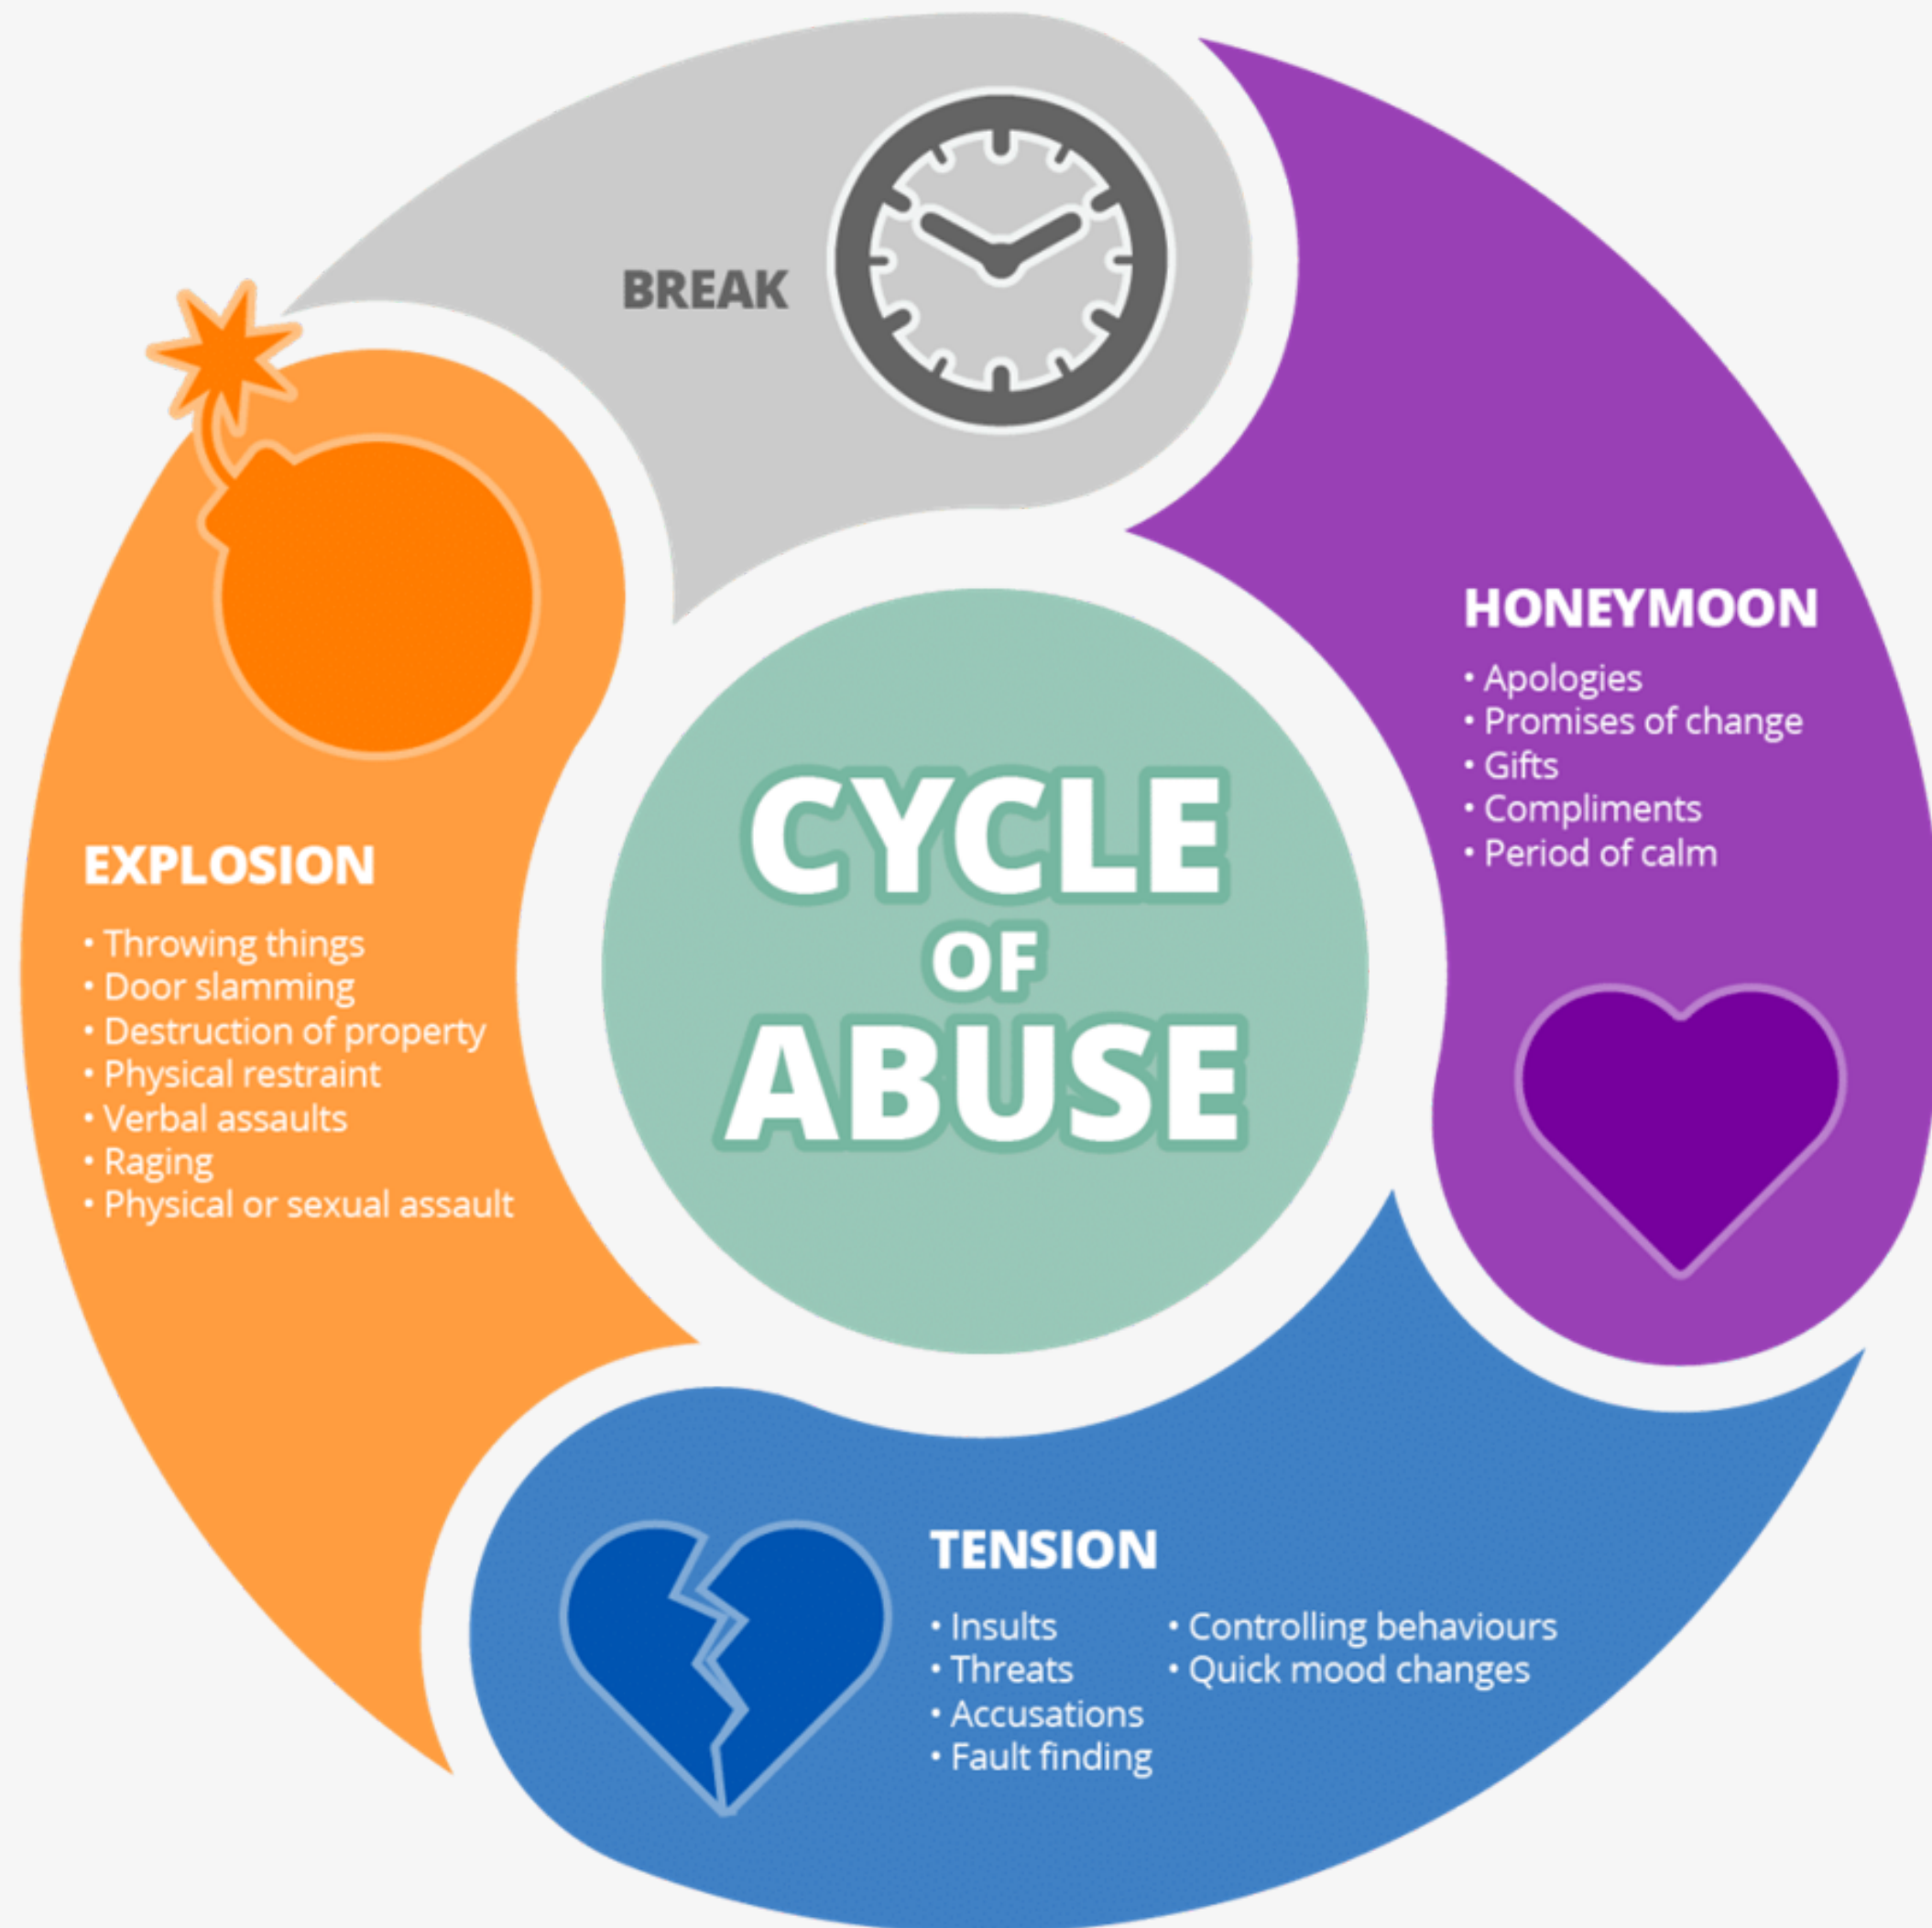 BREAK
HONEYMOON
• Apologies
• Promises of change
• Gifts
• Compliments
• Period of calm
CYCLE
OF
ABUSE
EXPLOSION
• Throwing things
• Door slamming
• Destruction of property
• Physical restraint
• Verbal assaults
• Raging
• Physical or sexual assault
TENSION
• Insults
• Threats
• Accusations
• Fault finding
• Controlling behaviours
• Quick mood changes